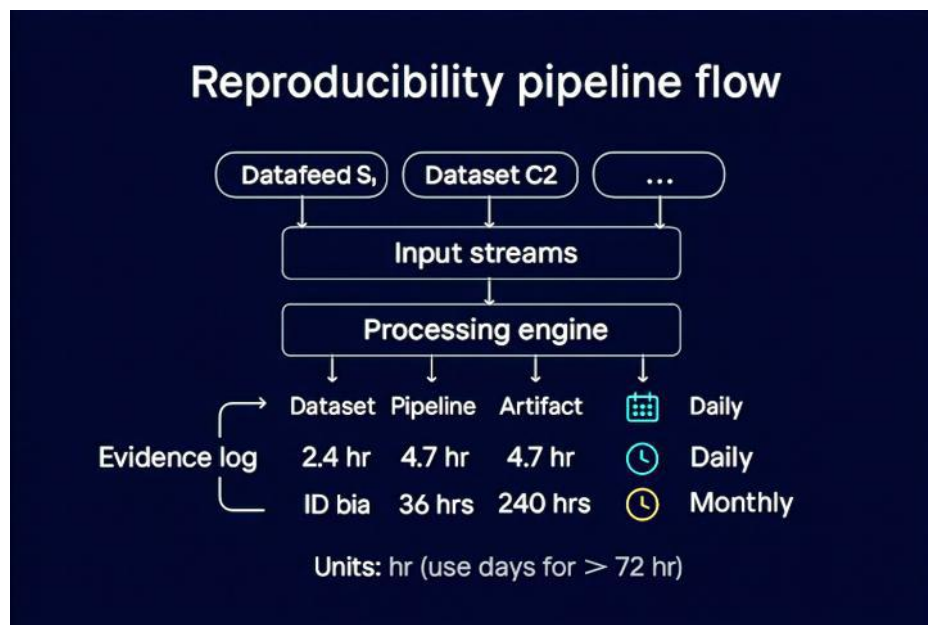 Reproducibility pipeline flow
Datafeed S, Dataset C2 ...
Input streams
Processing engine
Dataset Pipeline Artifact Daily
Evidence log 2.4 hr 4.7 hr 4.7 hr Daily
ID bia 36 hrs 240 hrs Monthly
Units: hr (use days for > 72 hr)